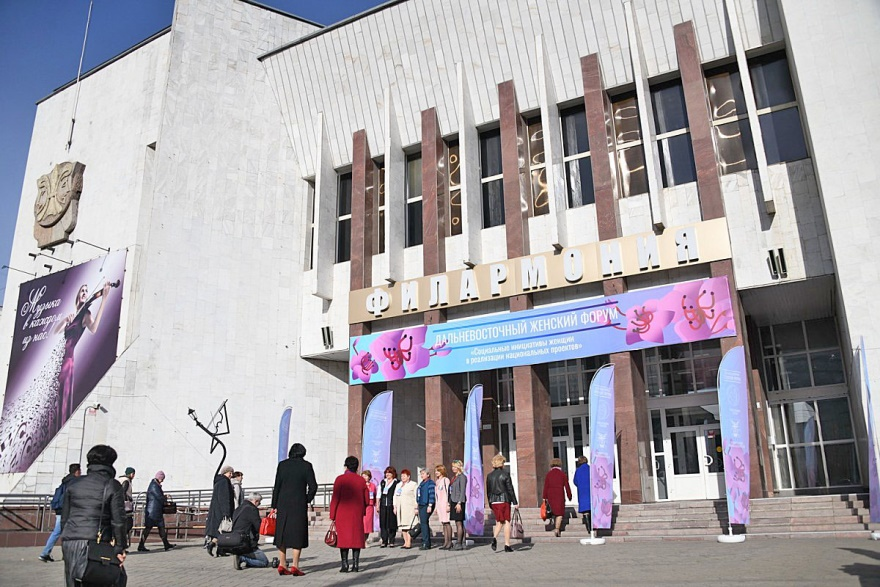 ФИЛАРМОНИЯ
ДАЛЬНЕВОСТОЧНЫЙ ЖЕНСКИЙ ФОРУМ
«Социальные инициативы женщин
в реализации национальных проектов»
Музыка
в каждом
из нас...